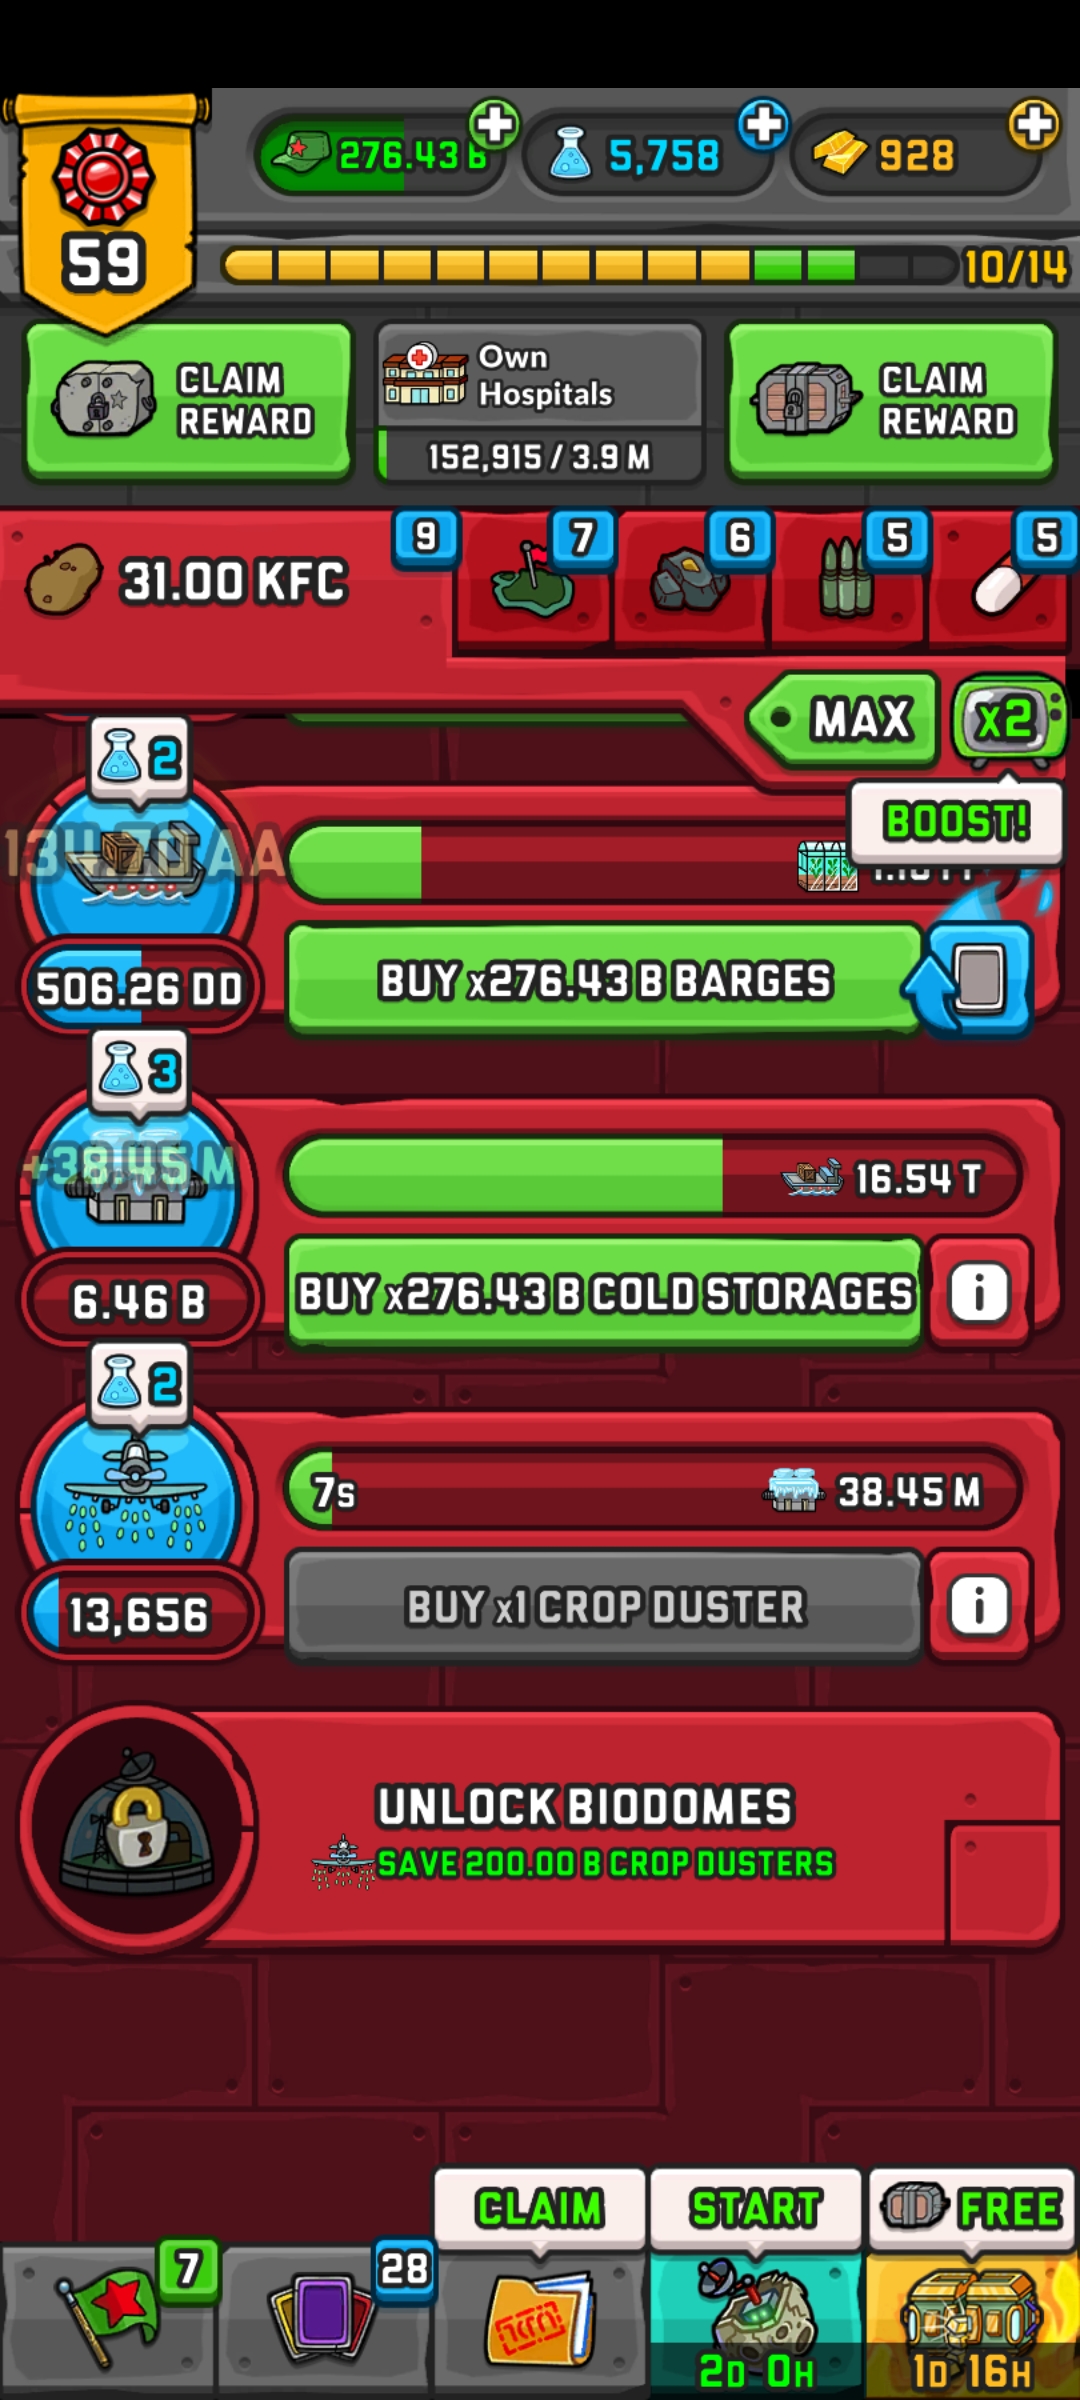 276.43 B
5,758
928
59
10/14
CLAIM
REWARD
Own
Hospitals
152,915 / 3.9 M
CLAIM
REWARD
31.00 KFC
9
7
6
5
5
MAX
x2
BOOST!
2
134.70 AA
506.26 DD
BUY x276.43 B BARGES
3
+38.45 M
16.54 T
6.46 B
BUY x276.43 B COLD STORAGES
i
2
7s
38.45 M
13,656
BUY x1 CROP DUSTER
i
UNLOCK BIODOMES
SAVE 200.00 B CROP DUSTERS
CLAIM
START
FREE
7
28
2D 0H
1D 16H